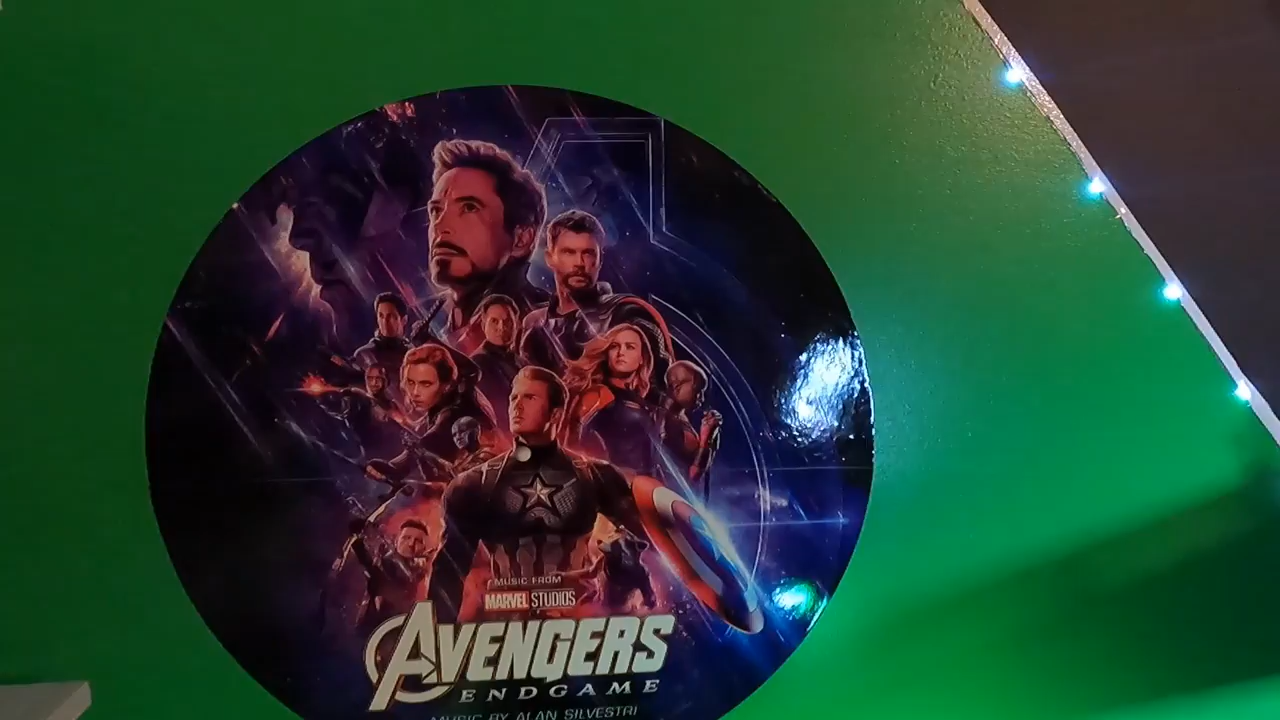 MUSIC FROM
MARVEL STUDIOS
AVENGERS
ENDGAME
MUSIC BY ALAN SILVESTRI